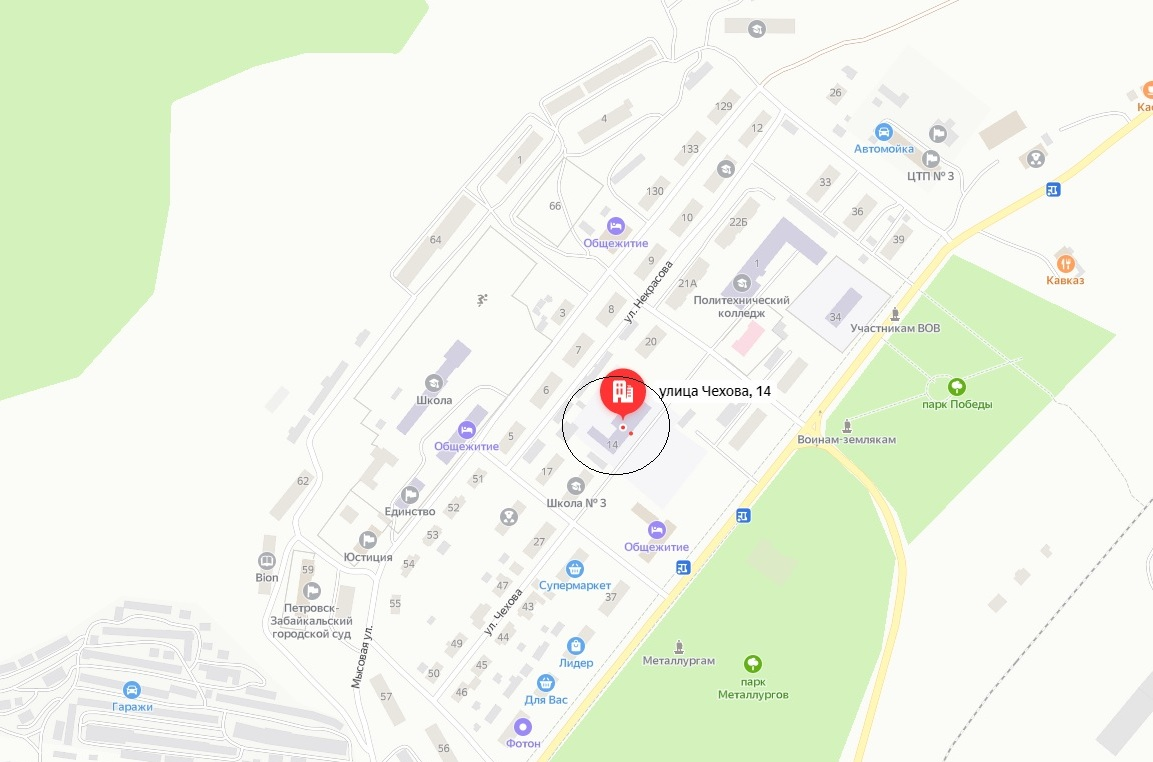 129
26
Кас
4
12
Автомойка
133
1
ЦТП № 3
33
130
66
10
22Б
36
64
Общежитие
39
9
1
Кавказ
ул. Некрасова
21А
Политехнический
колледж
3
8
34
Участникам ВОВ
20
7
6
улица Чехова, 14
Школа
парк Победы
5
14
Воинам-землякам
Общежитие
17
51
62
Школа № 3
52
Единство
53
27
Общежитие
Юстиция
54
59
Bion
Супермаркет
47
37
55
43
Петровск-
Забайкальский
городской суд
ул. Чехова
44
49
Мысовая ул.
Лидер
Металлургам
45
50
парк
Металлургов
46
57
Для Вас
Гаражи
Фотон
56